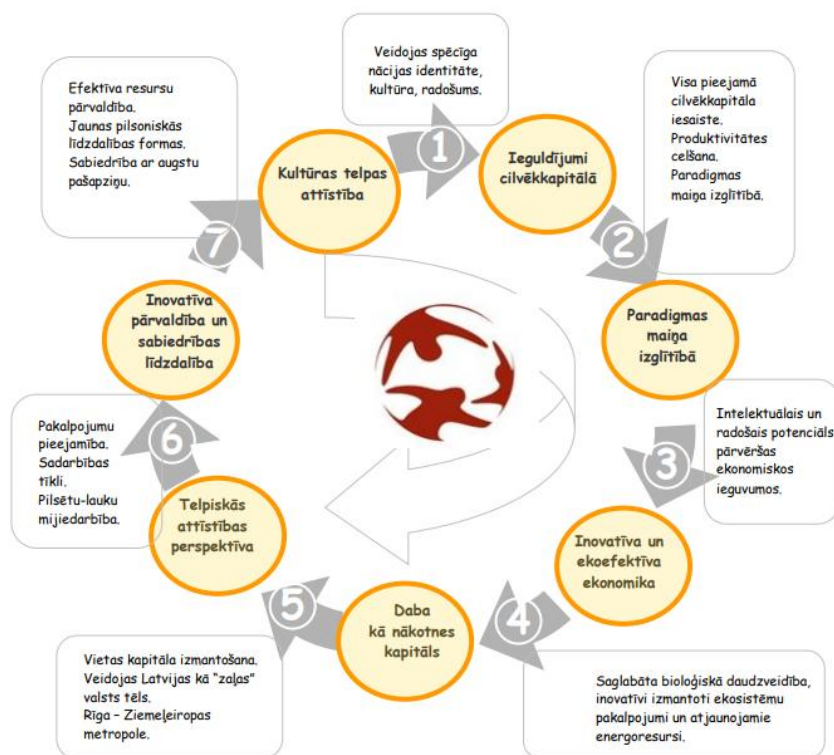 Veidojas spēcīga
nācijas identitāte,
kultūra, radošums.
1
Kultūras telpas
attīstība
Ieguldījumi
cilvēkkapitālā
Visa pieejamā
cilvēkkapitāla
iesaiste.
Produktivitātes
celšana.
Paradigmas
maiņa izglītībā.
2
Paradigmas
maiņa
izglītībā
Intelektuālais un
radošais potenciāls
pārvēršas
ekonomiskos
ieguvumos.
3
Inovatīva un
ekoefektīva
ekonomika
Saglabāta bioloģiskā daudzveidība,
inovatīvi izmantoti ekosistēmu
pakalpojumi un atjaunojamie
energoresursi.
4
Daba
kā nākotnes
kapitāls
Vietas kapitāla izmantošana.
Veidojas Latvijas kā “zaļas”
valsts tēls.
Rīga – Ziemeļeiropas
metropole.
5
Telpiskās
attīstības
perspektīva
Pakalpojumu
pieejamība.
Sadarbības
tīkli.
Pilsētu-lauku
mijiedarbība.
6
Inovatīva
pārvaldība un
sabiedrības
līdzdalība
Efektīva resursu
pārvaldība.
Jaunas pilsoniskās
līdzdalības formas.
Sabiedrība ar augstu
pašapziņu.
7